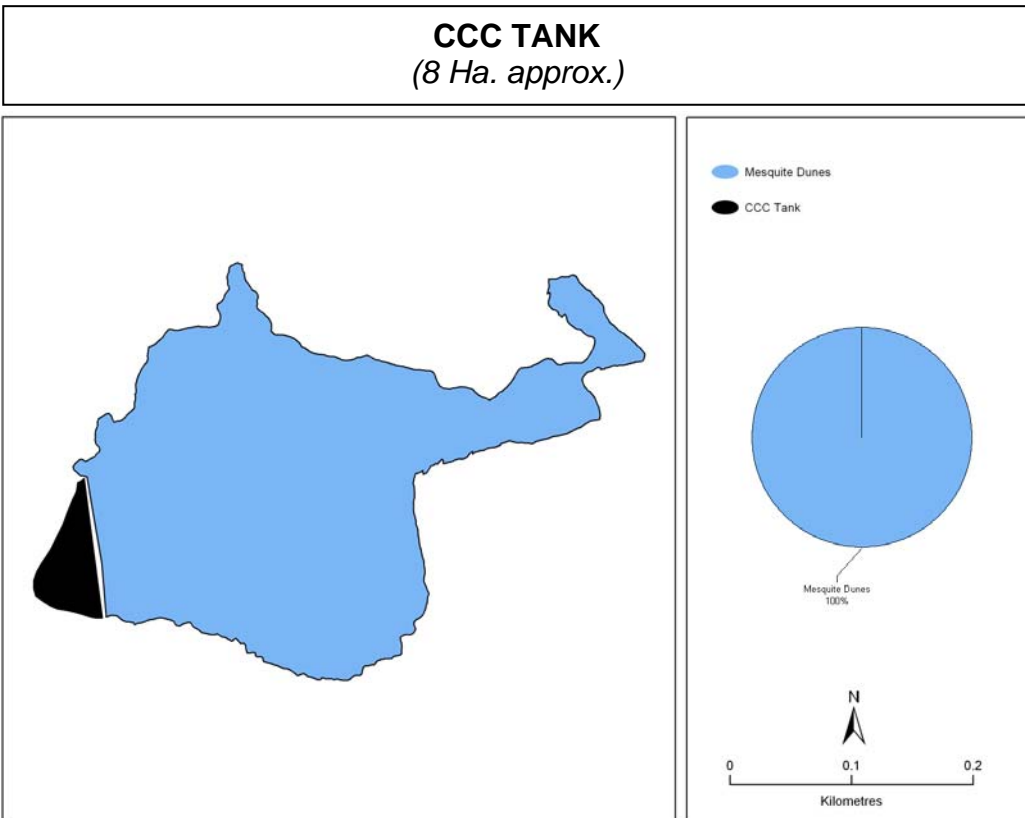 CCC TANK
(8 Ha. approx.)
Mesquite Dunes
CCC Tank
Mesquite Dunes
100%
N
0 0.1 0.2
Kilometres